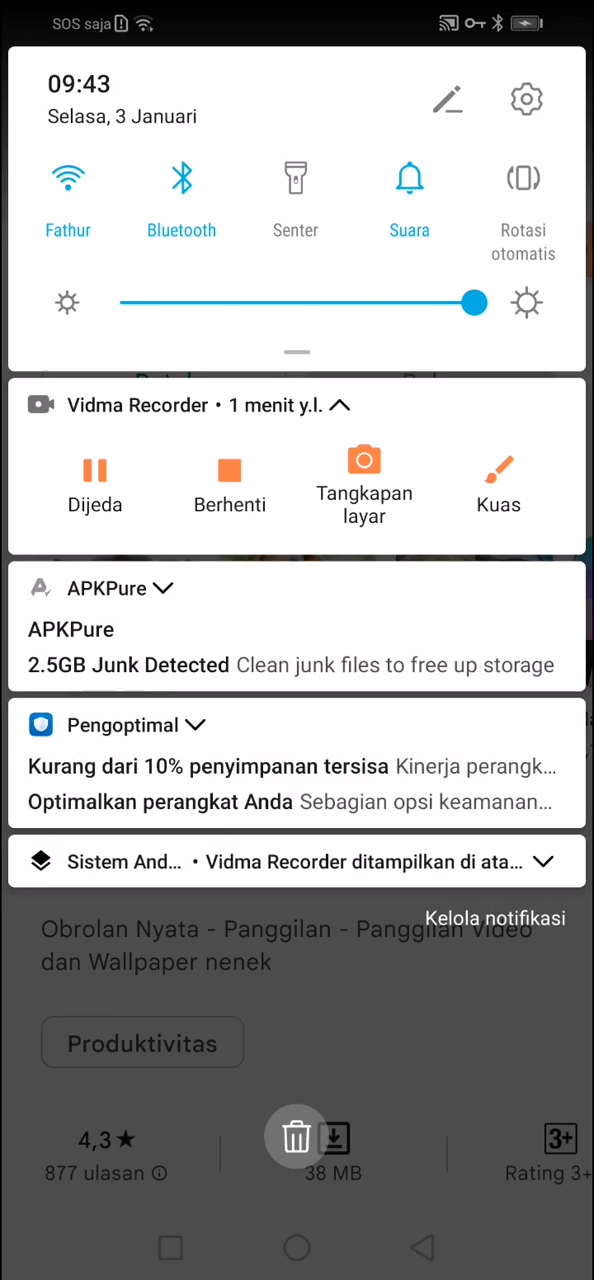 SOS saja
09:43
Selasa, 3 Januari
Fathur
Bluetooth
Senter
Suara
Rotasi
otomatis
Vidma Recorder • 1 menit y.l.
Dijeda
Berhenti
Tangkapan
layar
Kuas
APKPure
APKPure
2.5GB Junk Detected Clean junk files to free up storage
Pengoptimal
Kurang dari 10% penyimpanan tersisa Kinerja perangk...
Optimalkan perangkat Anda Sebagian opsi keamanan...
Sistem And... • Vidma Recorder ditampilkan di ata...
Kelola notifikasi
Obrolan Nyata - Panggilan - Panggilan Video
dan Wallpaper nenek
Produktivitas
4,3★
877 ulasan
38 MB
3+
Rating 3+